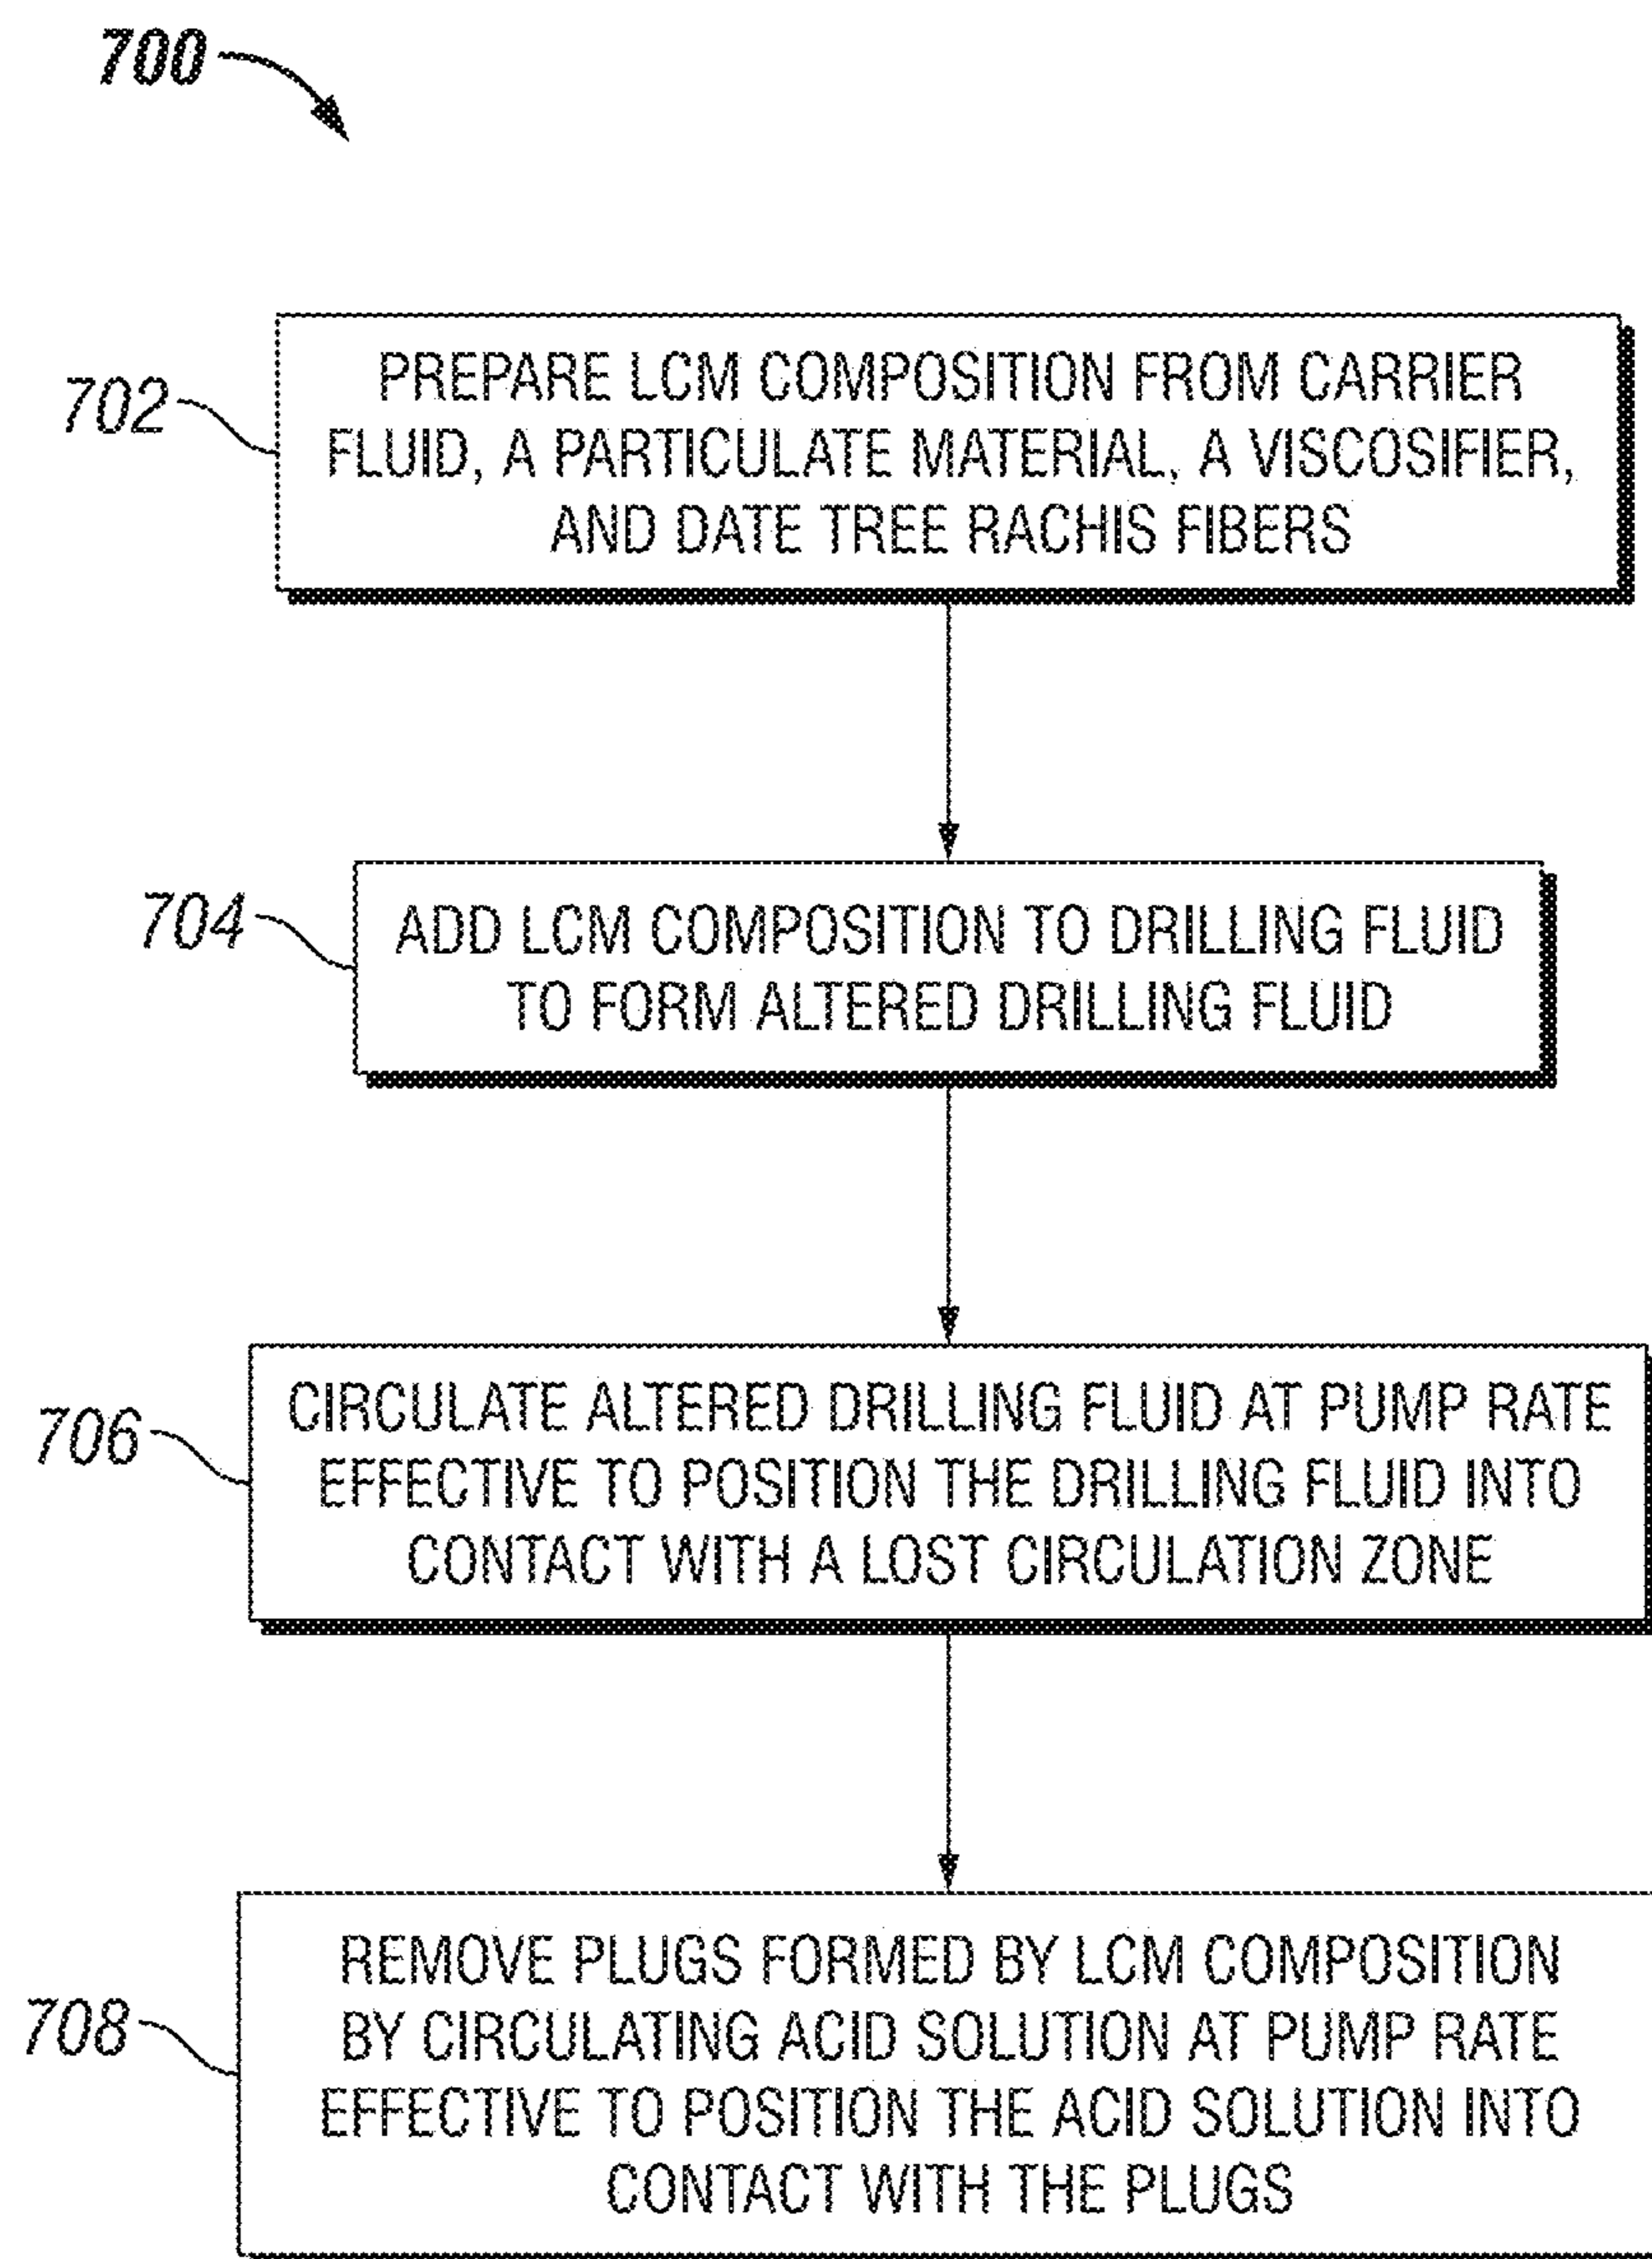 700
702
PREPARE LCM COMPOSITION FROM CARRIER
FLUID, A PARTICULATE MATERIAL, A VISCOSIFIER,
AND DATE TREE RACHIS FIBERS
704
ADD LCM COMPOSITION TO DRILLING FLUID
TO FORM ALTERED DRILLING FLUID
706
CIRCULATE ALTERED DRILLING FLUID AT PUMP RATE
EFFECTIVE TO POSITION THE DRILLING FLUID INTO
CONTACT WITH A LOST CIRCULATION ZONE
708
REMOVE PLUGS FORMED BY LCM COMPOSITION
BY CIRCULATING ACID SOLUTION AT PUMP RATE
EFFECTIVE TO POSITION THE ACID SOLUTION INTO
CONTACT WITH THE PLUGS